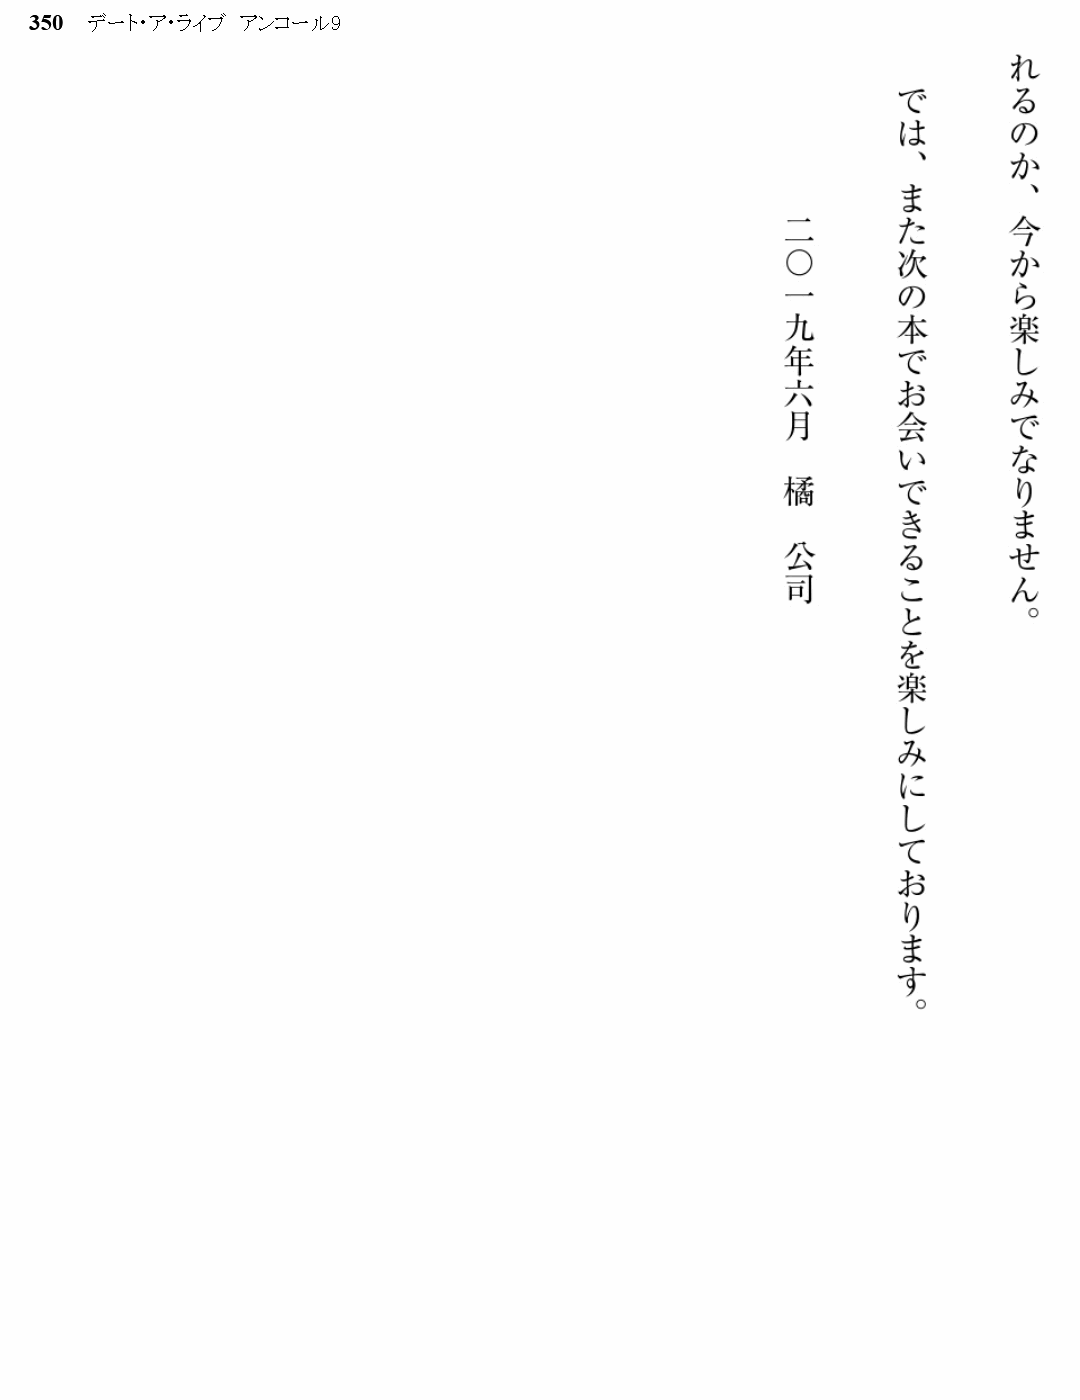 350 デート・ア・ライブ　アンコール9
れるのか、今から楽しみでなりません。
では、また次の本でお会いできることを楽しみにしております。
二〇一九年六月　橘　公司